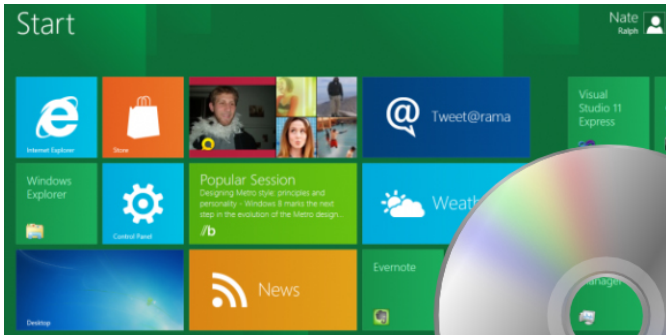 Start
Nate
Ralph
Internet Explorer
Store
Tweet@rama
Visual
Studio 11
Express
Windows
Explorer
Control Panel
Popular Session
Designing Metro style: principles and
personality - Windows 8 marks the next
step in the evolution of the Metro design...
//b
Desktop
News
Evernote